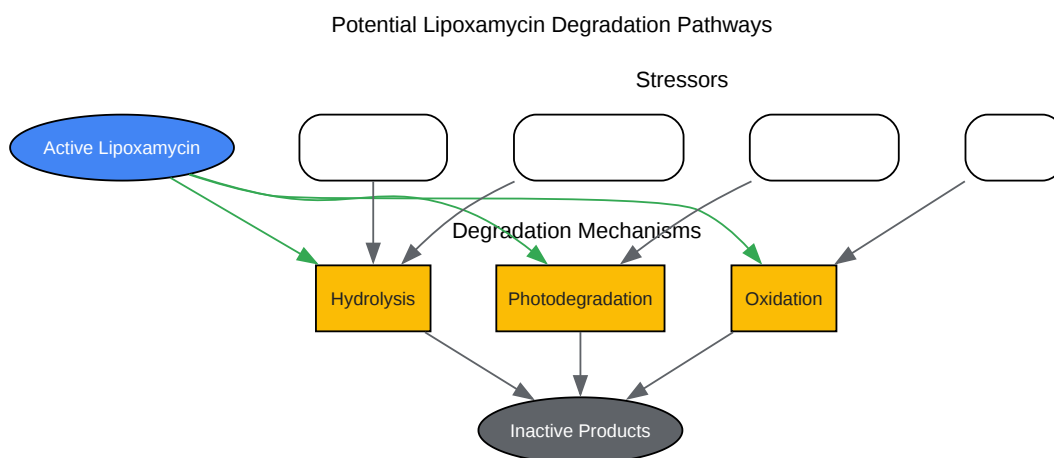 Potential Lipoxamycin Degradation Pathways
Stressors
Active Lipoxamycin
Degradation Mechanisms
Hydrolysis
Photodegradation
Oxidation
Inactive Products